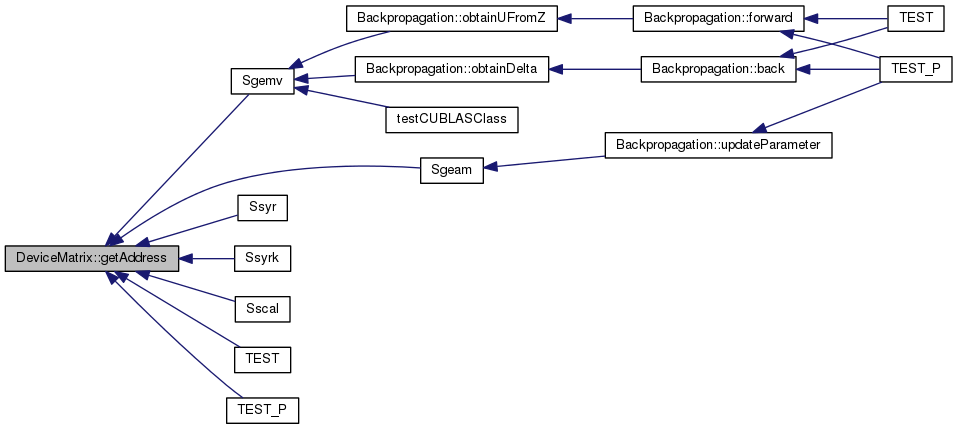 Backpropagation::obtainUFromZ
Backpropagation::forward
TEST
Backpropagation::obtainDelta
Backpropagation::back
TEST_P
Sgemv
testCUBLASClass
Backpropagation::updateParameter
Sgeam
Ssyr
DeviceMatrix::getAddress
Ssyrk
Sscal
TEST
TEST_P